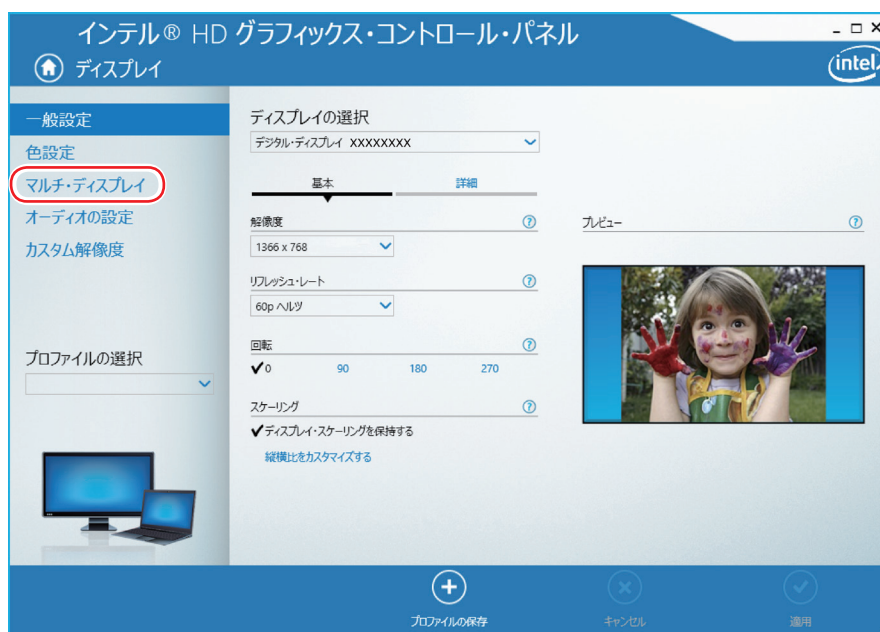 インテル® HD グラフィックス・コントロール・パネル
ディスプレイ
intel
一般設定
色設定
マルチ・ディスプレイ
オーディオの設定
カスタム解像度
プロファイルの選択
ディスプレイの選択
デジタル・ディスプレイ XXXXXXXX
基本
詳細
解像度
?
1366 x 768
リフレッシュ・レート
?
60p ヘルツ
回転
?
0 90 180 270
スケーリング
?
ディスプレイ・スケーリングを保持する
縦横比をカスタマイズする
プレビュー
?
プロファイルの保存
キャンセル
適用